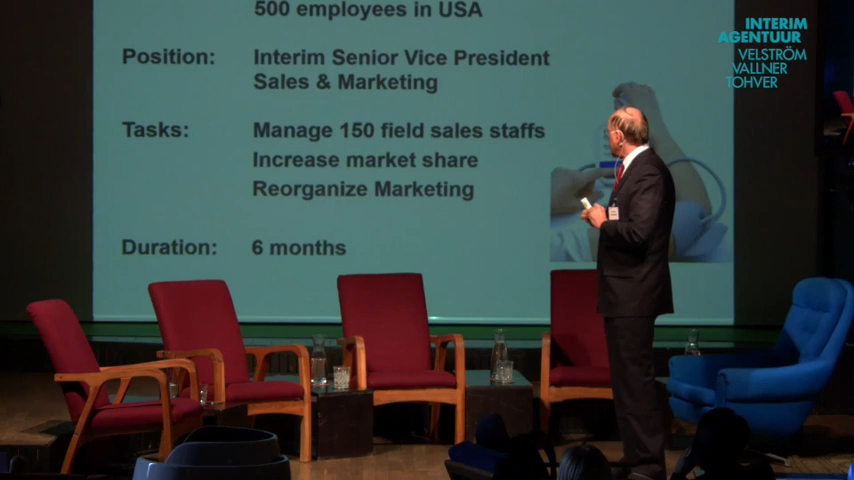 500 employees in USA
Position: Interim Senior Vice President
Sales & Marketing
Tasks: Manage 150 field sales staffs
Increase market share
Reorganize Marketing
Duration: 6 months
INTERIM
AGENTUUR
VELSTRÖM
VALLNER
TOHVER